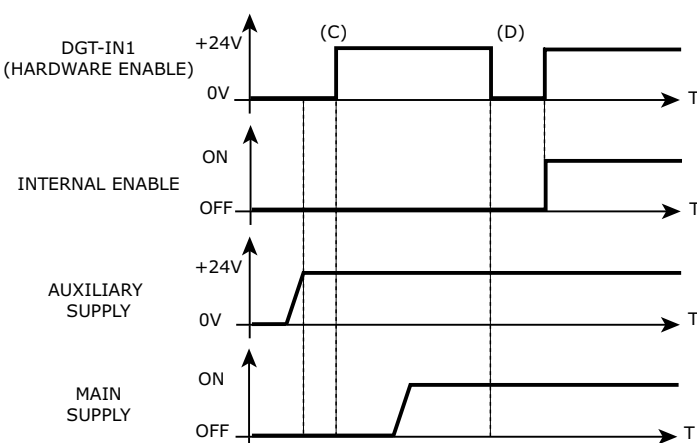 DGT-IN1
(HARDWARE ENABLE)
+24V
0V
(C)
(D)
T
INTERNAL ENABLE
ON
OFF
T
AUXILIARY
SUPPLY
+24V
0V
T
MAIN
SUPPLY
ON
OFF
T